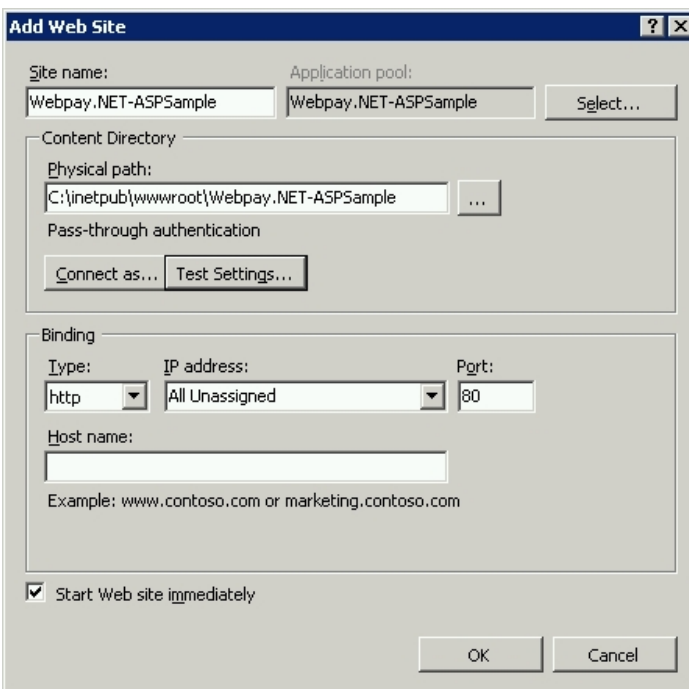 Add Web Site
Site name:
Application pool:
Webpay.NET-ASPSample
Webpay.NET-ASPSample
Select...
Content Directory
Physical path:
C:\inetpub\wwwroot\Webpay.NET-ASPSample
...
Pass-through authentication
Connect as...
Test Settings...
Binding
Type:
IP address:
Port:
http
All Unassigned
80
Host name:
Example: www.contoso.com or marketing.contoso.com
Start Web site immediately
OK
Cancel